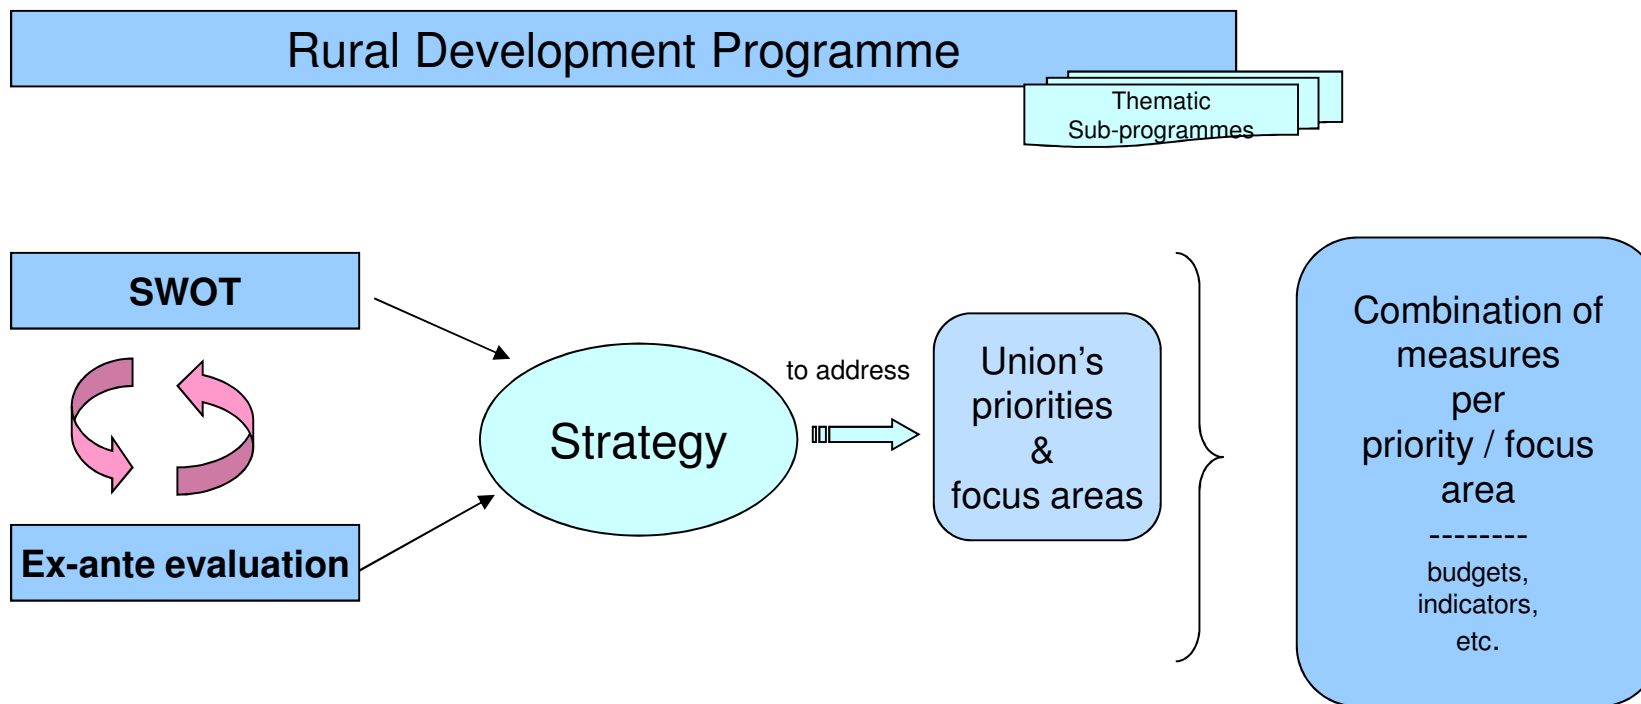 Rural Development Programme
Thematic
Sub-programmes
SWOT
Ex-ante evaluation
Strategy
to address
Union’s
priorities
&
focus areas
Combination of
measures
per
priority / focus
area
--------
budgets,
indicators,
etc.